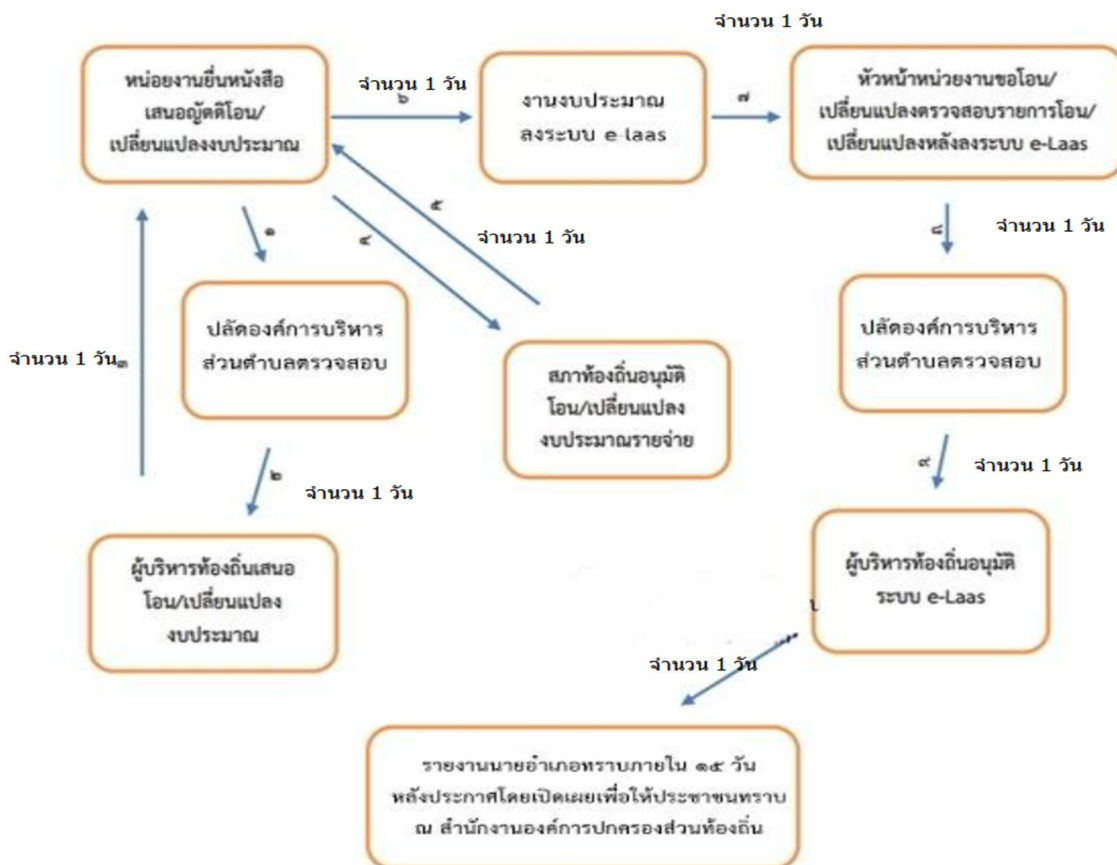 จำนวน 1 วัน
หน่อยงานยื่นหนังสือ
เสนอญัตติโอน/
เปลี่ยนแปลงงบประมาณ
จำนวน 1 วัน
๖
งานงบประมาณ
ลงระบบ e-laas
๗
หัวหน้าหน่วยงานขอโอน/
เปลี่ยนแปลงตรวจสอบรายการโอน/
เปลี่ยนแปลงหลังลงระบบ e-Laas
๑
๔
๕
จำนวน 1 วัน
๘
จำนวน 1 วัน
จำนวน 1 วัน
๓
ปลัดองค์การบริหาร
ส่วนตำบลตรวจสอบ
สภาท้องถิ่นอนุมัติ
โอน/เปลี่ยนแปลง
งบประมาณรายจ่าย
ปลัดองค์การบริหาร
ส่วนตำบลตรวจสอบ
๒
จำนวน 1 วัน
๙
จำนวน 1 วัน
ผู้บริหารท้องถิ่นเสนอ
โอน/เปลี่ยนแปลง
งบประมาณ
ผู้บริหารท้องถิ่นอนุมัติ
ระบบ e-Laas
จำนวน 1 วัน
รายงานนายอำเภอทราบภายใน ๑๕ วัน
หลังประกาศโดยเปิดเผยเพื่อให้ประชาขนทราบ
ณ สำนักงานองค์การปกครองส่วนท้องถิ่น